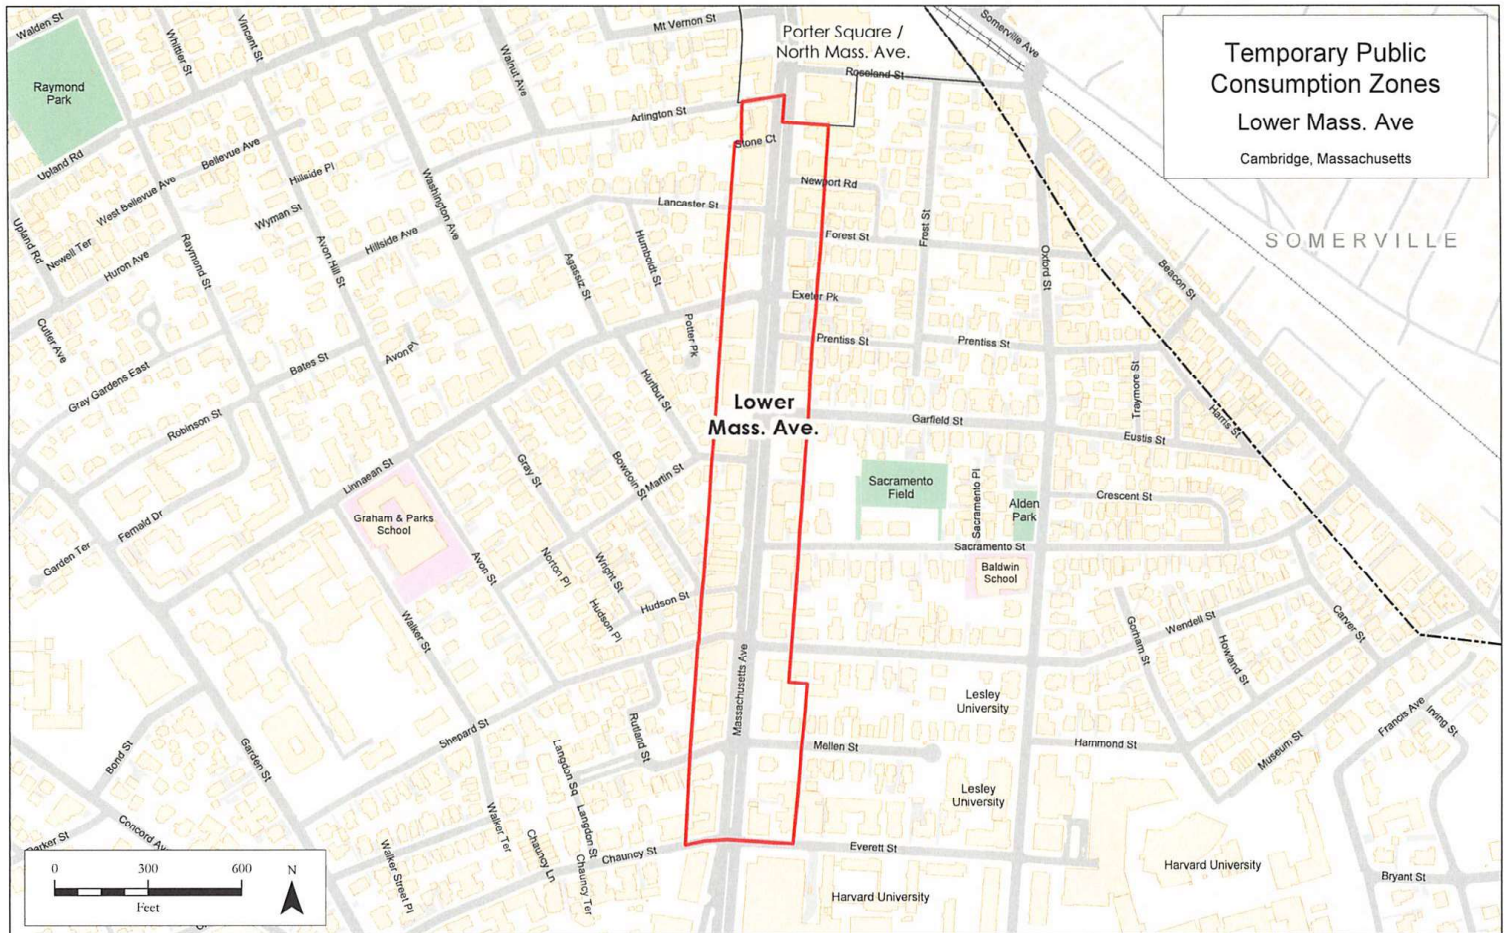 Temporary Public
Consumption Zones
Lower Mass. Ave
Cambridge, Massachusetts
Porter Square /
North Mass. Ave.
SOMERVILLE
Lower
Mass. Ave.
Walden St
Whittier St
Vincent St
Walnut Ave
Mt Vernon St
Somerville Ave
Roseland St
Raymond
Park
Arlington St
Stone Ct
Upland Rd
Bellevue Ave
West Bellevue Ave
Hillside Pl
Washington Ave
Newport Rd
Lancaster St
Wyman St
Upland Rd
Newell Ter
Huron Ave
Raymond St
Avon Hill St
Hillside Ave
Humboldt St
Agassiz St
Forest St
Frost St
Oxford St
Beacon St
Exeter Pk
Potter Pk
Prentiss St
Prentiss St
Cutler Ave
Avon Pl
Bates St
Gray Gardens East
Hurlbut St
Traymore St
Harris St
Garfield St
Eustis St
Robinson St
Linnaean St
Gray St
Bowdoin St
Martin St
Sacramento
Field
Sacramento Pl
Alden
Park
Crescent St
Graham & Parks
School
Fernald Dr
Garden Ter
Avon St
Norton Pl
Wright St
Hudson St
Hudson Pl
Sacramento St
Baldwin
School
Walker St
Gorham St
Wendell St
Howland St
Carver St
Massachusetts Ave
Lesley
University
Shepard St
Rutland St
Mellen St
Hammond St
Museum St
Francis Ave
Irving St
Bond St
Garden St
Langdon Sq
Langdon St
Lesley
University
Concord Av
Parker St
Walker Ter
Walker Street Pl
Chauncy Ln
Chauncy Ter
Chauncy St
Everett St
Harvard University
Harvard University
Bryant St
0 300 600
Feet
N